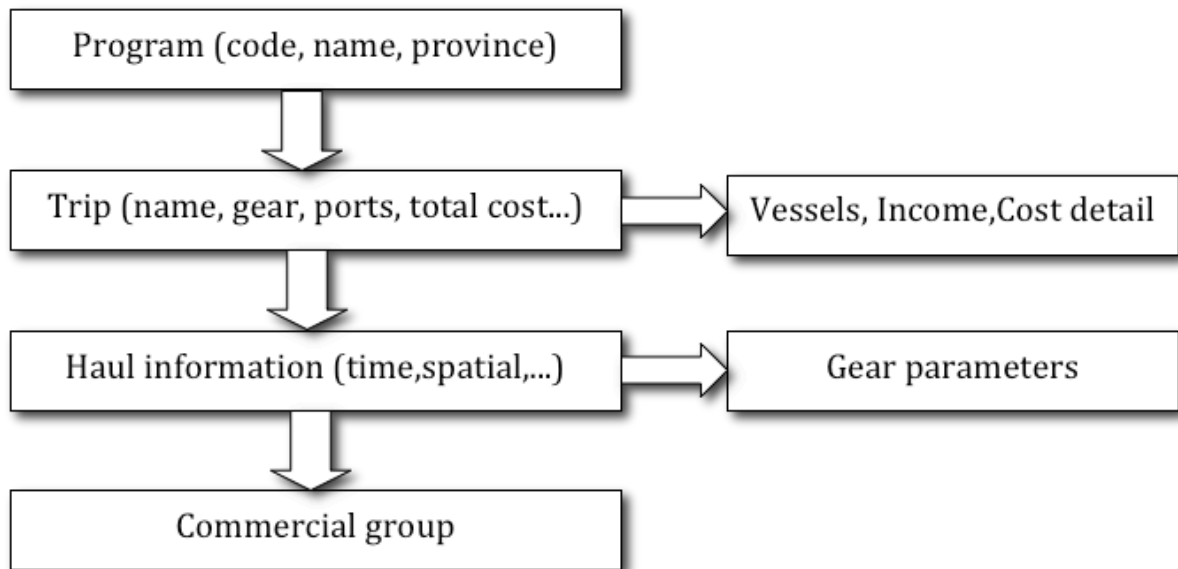 Program (code, name, province)
Trip (name, gear, ports, total cost...)
Vessels, Income,Cost detail
Haul information (time,spatial,...)
Gear parameters
Commercial group